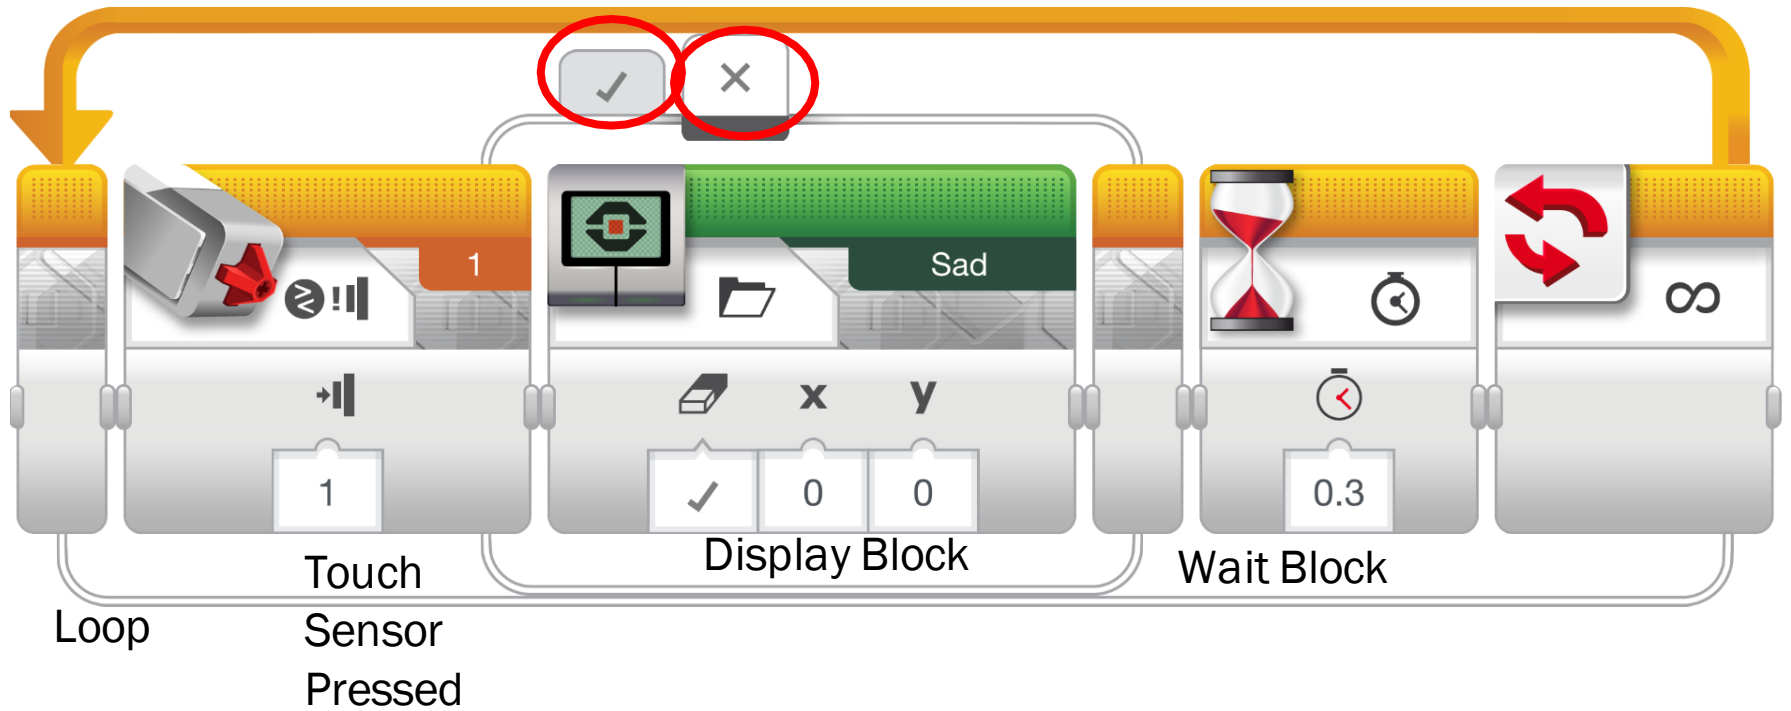 1
Sad
x
y
1
0
0
0.3
Display Block
Wait Block
Touch
Sensor
Pressed
Loop